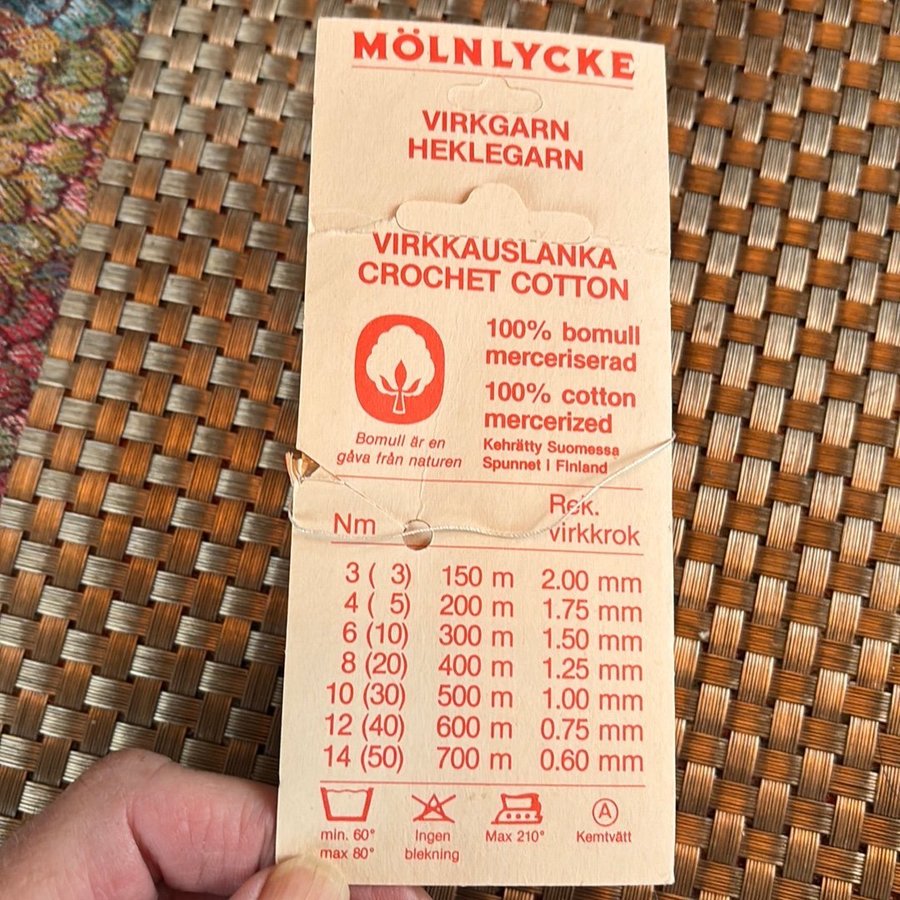 MÖLNLYCKE
VIRKGARN
HEKLEGARN
VIRKKAUSLANKA
CROCHET COTTON
100% bomull
merceriserad
100% cotton
mercerized
Kehrätty Suomessa
Spunnet i Finland
Bomull är en
gåva från naturen
Nm Rek.
virkkrok
3 ( 3) 150 m 2.00 mm
4 ( 5) 200 m 1.75 mm
6 (10) 300 m 1.50 mm
8 (20) 400 m 1.25 mm
10 (30) 500 m 1.00 mm
12 (40) 600 m 0.75 mm
14 (50) 700 m 0.60 mm
min. 60°
max 80°
Ingen
blekning
Max 210°
A
Kemtvätt